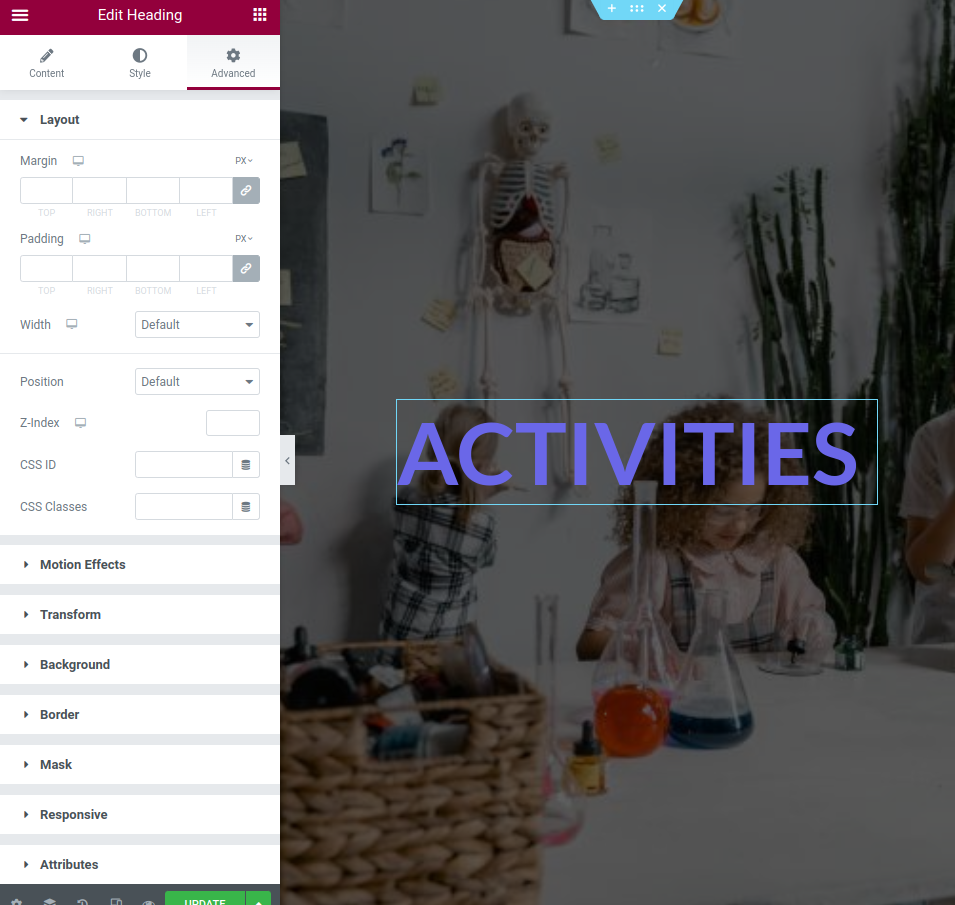 Edit Heading
Content Style Advanced
Layout
Margin PX
TOP RIGHT BOTTOM LEFT
Padding PX
TOP RIGHT BOTTOM LEFT
Width Default
Position Default
Z-Index
CSS ID
CSS Classes
Motion Effects
Transform
Background
Border
Mask
Responsive
Attributes
UPDATE
ACTIVITIES